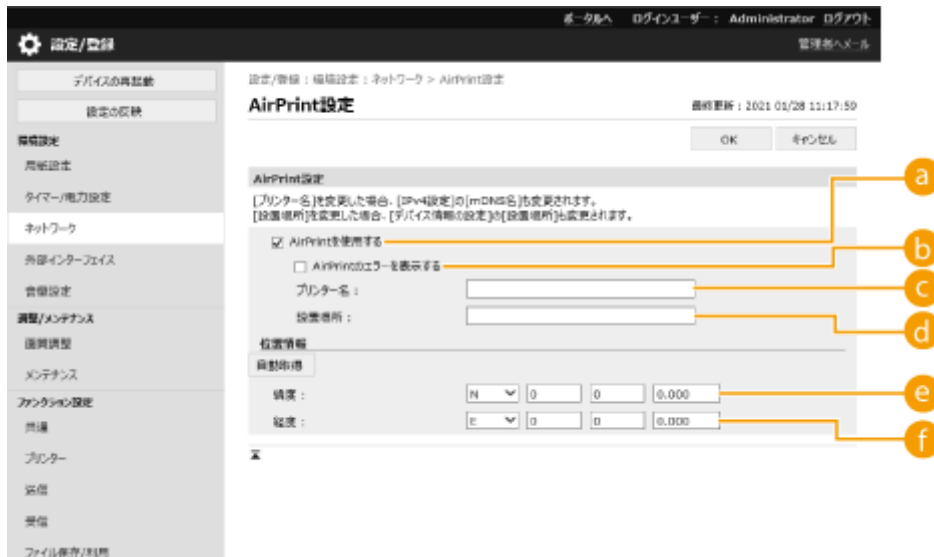 ポータルへ ログインユーザー： Administrator ログアウト
設定/登録 管理者へメール
デバイスの再起動
設定の反映
環境設定
用紙設定
タイマー/電力設定
ネットワーク
外部インターフェイス
音量設定
調整/メンテナンス
画質調整
メンテナンス
ファンクション設定
共通
プリンター
送信
受信
ファイル保存/利用
設定/登録：環境設定：ネットワーク > AirPrint設定
AirPrint設定
最終更新：2021 01/28 11:17:59
OK キャンセル
AirPrint設定
[プリンター名]を変更した場合、[IPv4設定]の[mDNS名]も変更されます。
[設置場所]を変更した場合、[デバイス情報の設定]の[設置場所]も変更されます。
AirPrintを使用する
AirPrintのエラーを表示する
プリンター名：
設置場所：
位置情報
自動取得
緯度： N 0 0 0.000
経度： E 0 0 0.000
a
b
c
d
e
f